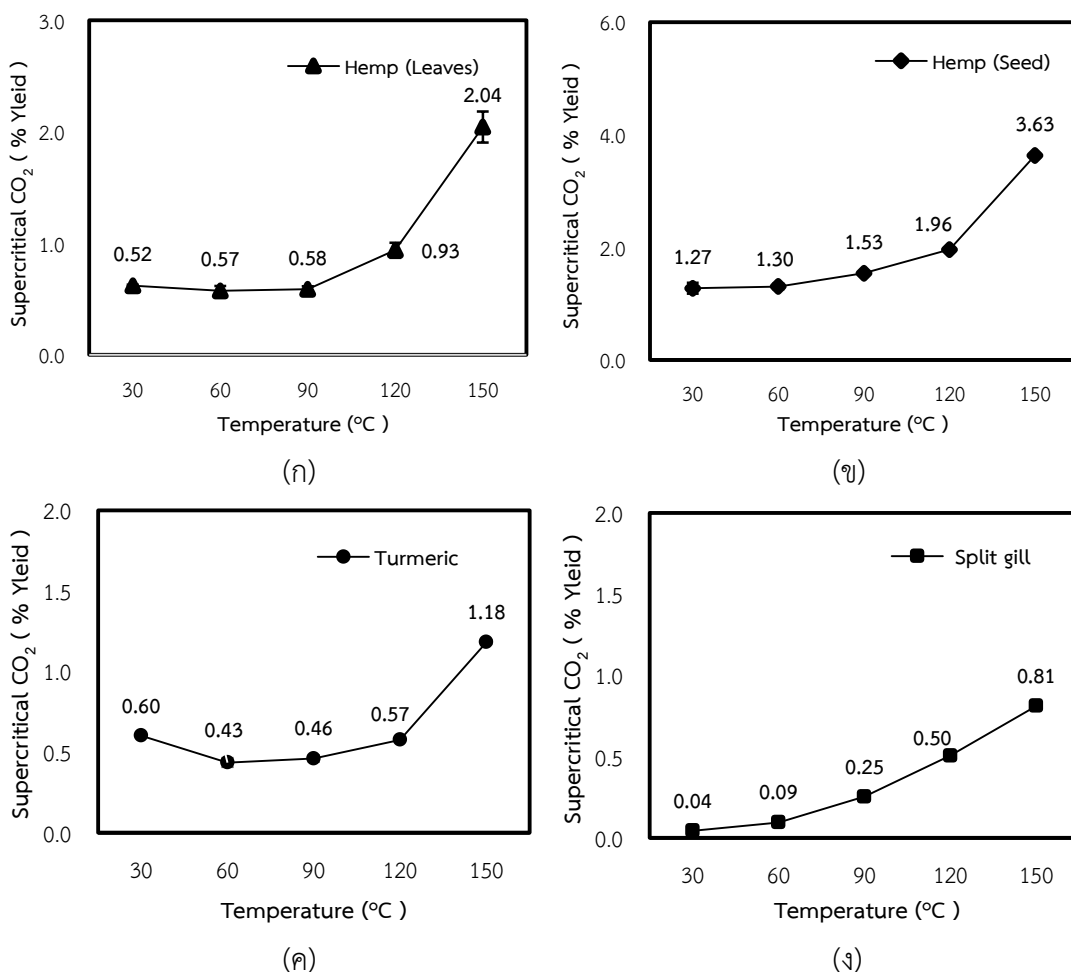 3.0
2.0
1.0
0.0
Supercritical CO₂ ( % Yleid )
Hemp (Leaves)
0.52
0.57
0.58
0.93
2.04
30 60 90 120 150
Temperature (ºC )
(ก)
6.0
4.0
2.0
0.0
Supercritical CO₂ ( % Yleid )
Hemp (Seed)
1.27
1.30
1.53
1.96
3.63
30 60 90 120 150
Temperature (ºC )
(ข)
2.0
1.5
1.0
0.5
0.0
Supercritical CO₂ ( % Yleid )
Turmeric
0.60
0.43
0.46
0.57
1.18
30 60 90 120 150
Temperature (ºC )
(ค)
2.0
1.5
1.0
0.5
0.0
Supercritical CO₂ ( % Yleid )
Split gill
0.04
0.09
0.25
0.50
0.81
30 60 90 120 150
Temperature (ºC )
(ง)